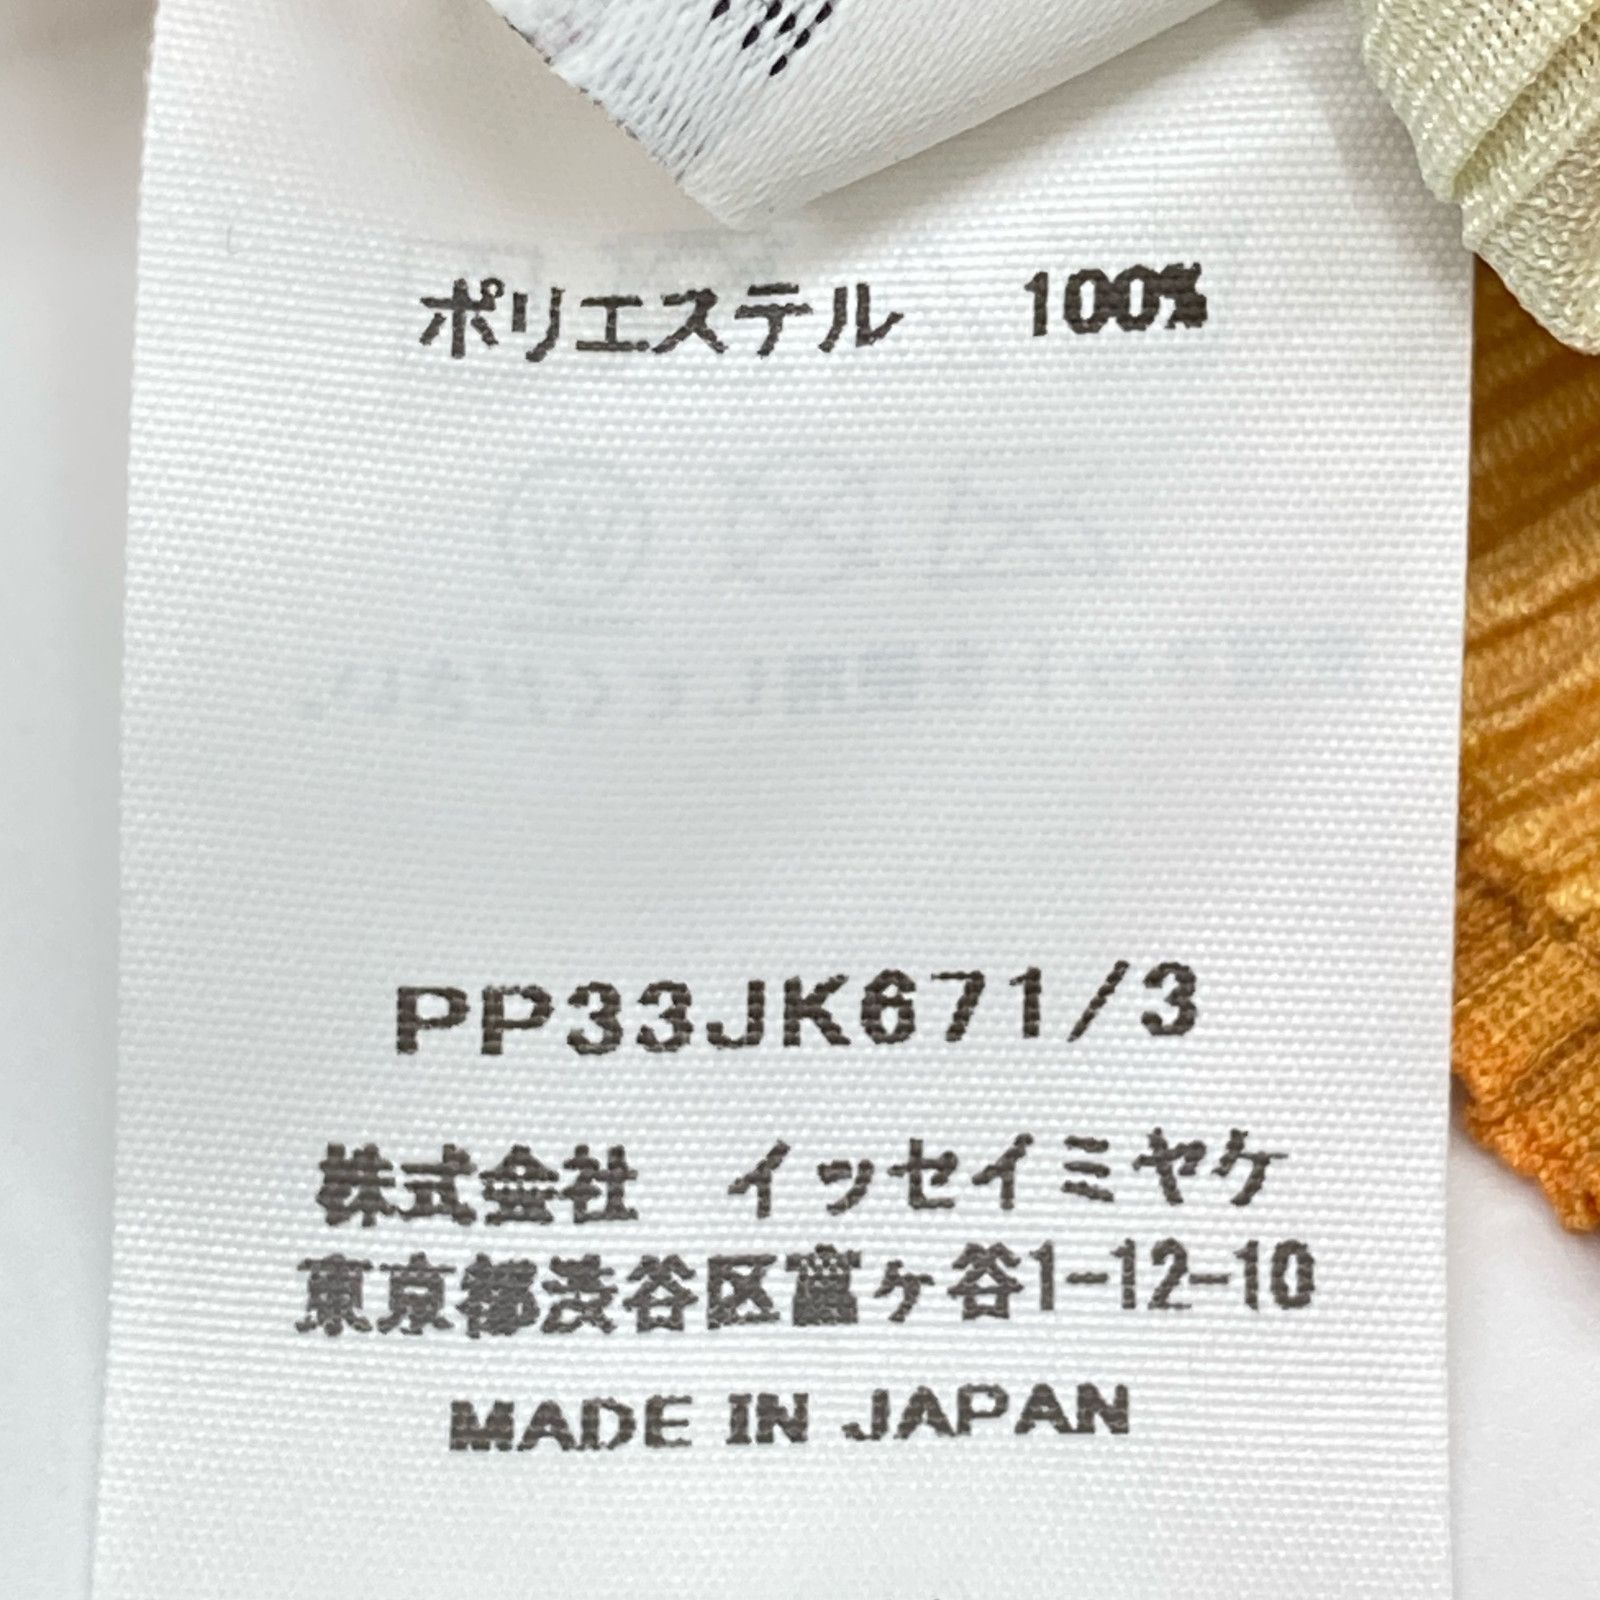 ポリエステル 100%
PP33JK671/3
株式会社 イッセイミヤケ
東京都渋谷区富ヶ谷1-12-10
MADE IN JAPAN